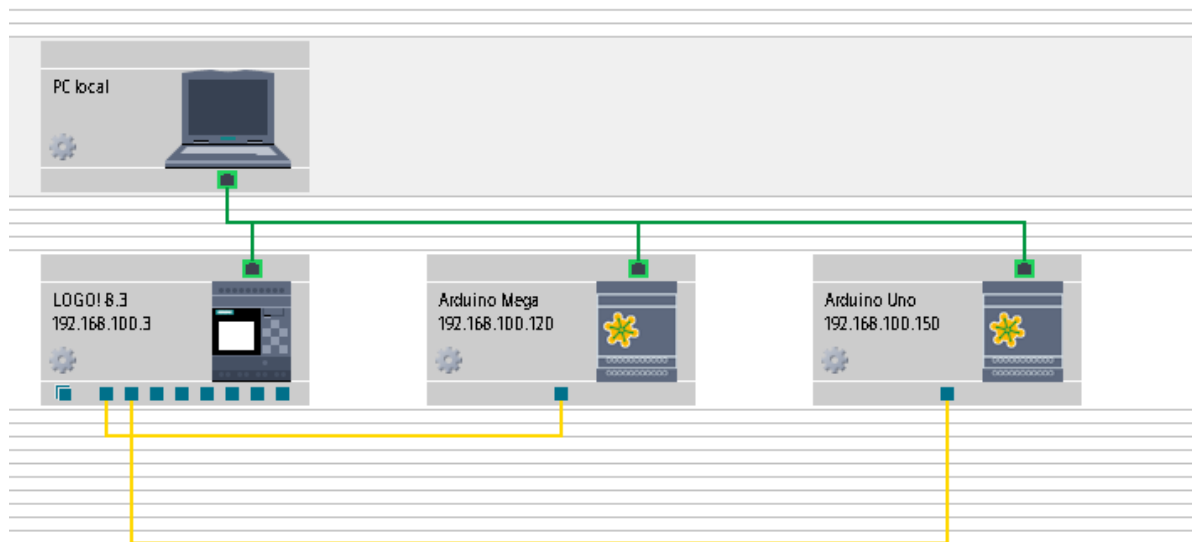 PC local
LOGO! 8.3
192.168.100.3
Arduino Mega
192.168.100.120
Arduino Uno
192.168.100.150